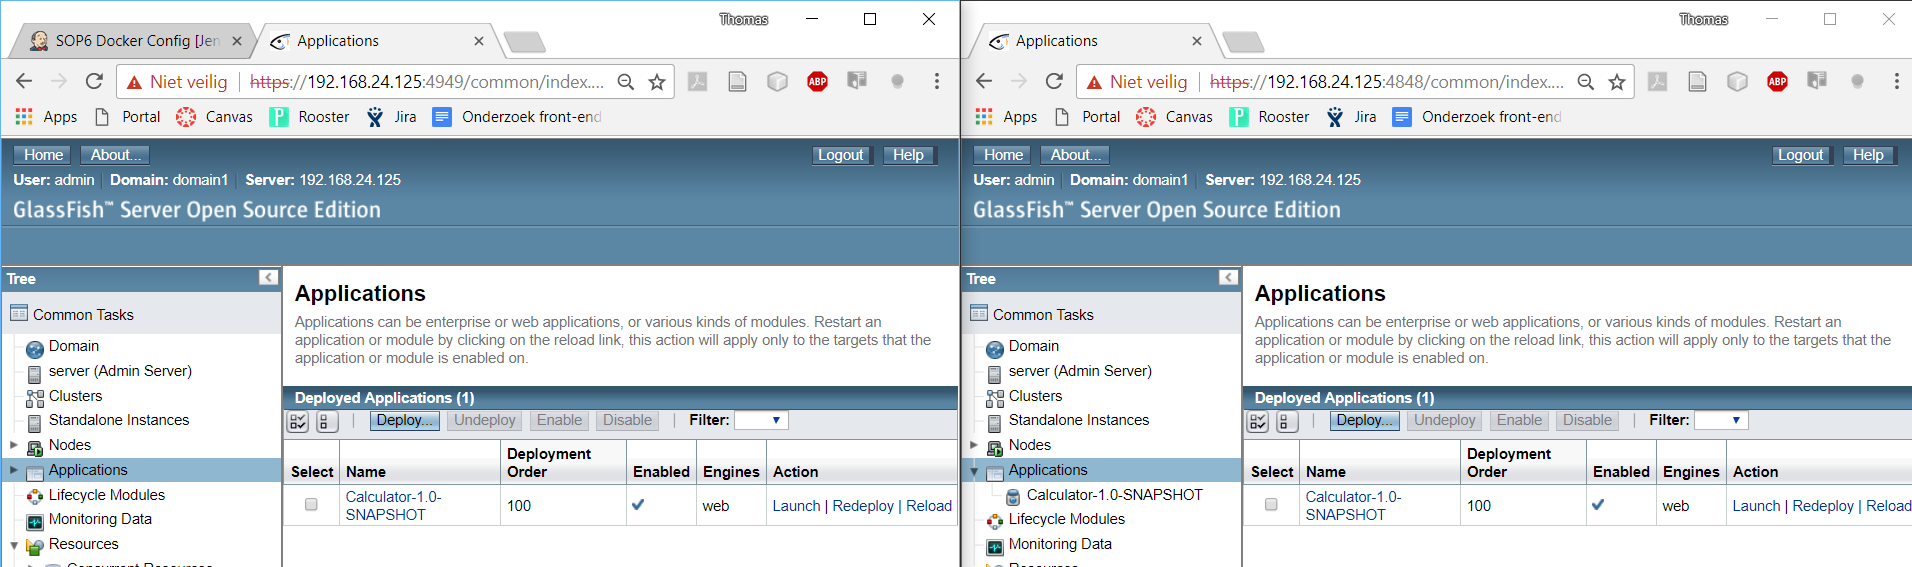 Thomas
SOP6 Docker Config [Jen
Applications
Niet veilig https://192.168.24.125:4949/common/index....
ABP
Apps Portal Canvas Rooster Jira Onderzoek front-end
Home About... Logout Help
User: admin Domain: domain1 Server: 192.168.24.125
GlassFish™ Server Open Source Edition
Tree
Common Tasks
Domain
server (Admin Server)
Clusters
Standalone Instances
Nodes
Applications
Lifecycle Modules
Monitoring Data
Resources
Concurrent Resources
Applications
Applications can be enterprise or web applications, or various kinds of modules. Restart an
application or module by clicking on the reload link, this action will apply only to the targets that the
application or module is enabled on.
Deployed Applications (1)
Deploy... Undeploy Enable Disable Filter:
Select Name Deployment Order Enabled Engines Action
Calculator-1.0-
SNAPSHOT
100 web Launch | Redeploy | Reload
Thomas
Applications
Niet veilig https://192.168.24.125:4848/common/index....
ABP
Apps Portal Canvas Rooster Jira Onderzoek front-end
Home About... Logout Help
User: admin Domain: domain1 Server: 192.168.24.125
GlassFish™ Server Open Source Edition
Tree
Common Tasks
Domain
server (Admin Server)
Clusters
Standalone Instances
Nodes
Applications
Calculator-1.0-SNAPSHOT
Lifecycle Modules
Monitoring Data
Resources
Applications
Applications can be enterprise or web applications, or various kinds of modules. Restart an
application or module by clicking on the reload link, this action will apply only to the targets that the
application or module is enabled on.
Deployed Applications (1)
Deploy... Undeploy Enable Disable Filter:
Select Name Deployment Order Enabled Engines Action
Calculator-1.0-
SNAPSHOT
100 web Launch | Redeploy | Reload